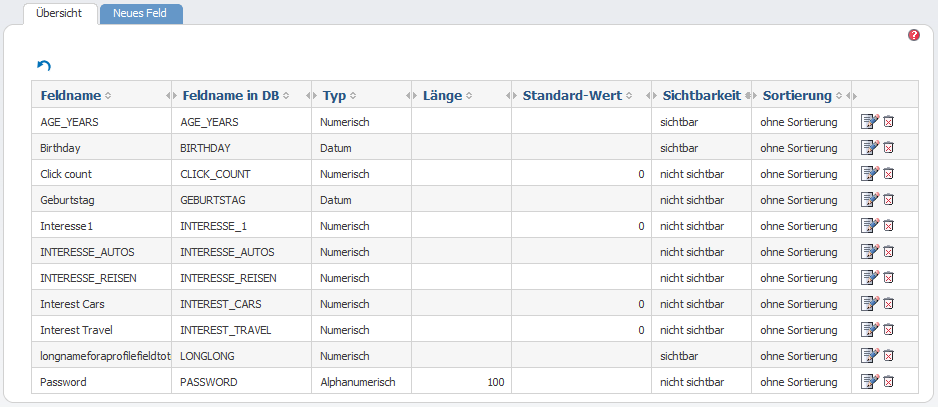 Übersicht Neues Feld
?
Feldname Feldname in DB Typ Länge Standard-Wert Sichtbarkeit Sortierung
AGE_YEARS AGE_YEARS Numerisch sichtbar ohne Sortierung
Birthday BIRTHDAY Datum sichtbar ohne Sortierung
Click count CLICK_COUNT Numerisch 0 nicht sichtbar ohne Sortierung
Geburtstag GEBURTSTAG Datum nicht sichtbar ohne Sortierung
Interesse1 INTERESSE_1 Numerisch 0 nicht sichtbar ohne Sortierung
INTERESSE_AUTOS INTERESSE_AUTOS Numerisch nicht sichtbar ohne Sortierung
INTERESSE_REISEN INTERESSE_REISEN Numerisch nicht sichtbar ohne Sortierung
Interest Cars INTEREST_CARS Numerisch 0 nicht sichtbar ohne Sortierung
Interest Travel INTEREST_TRAVEL Numerisch 0 nicht sichtbar ohne Sortierung
longnameforaprofilefieldtot LONGLONG Numerisch sichtbar ohne Sortierung
Password PASSWORD Alphanumerisch 100 nicht sichtbar ohne Sortierung